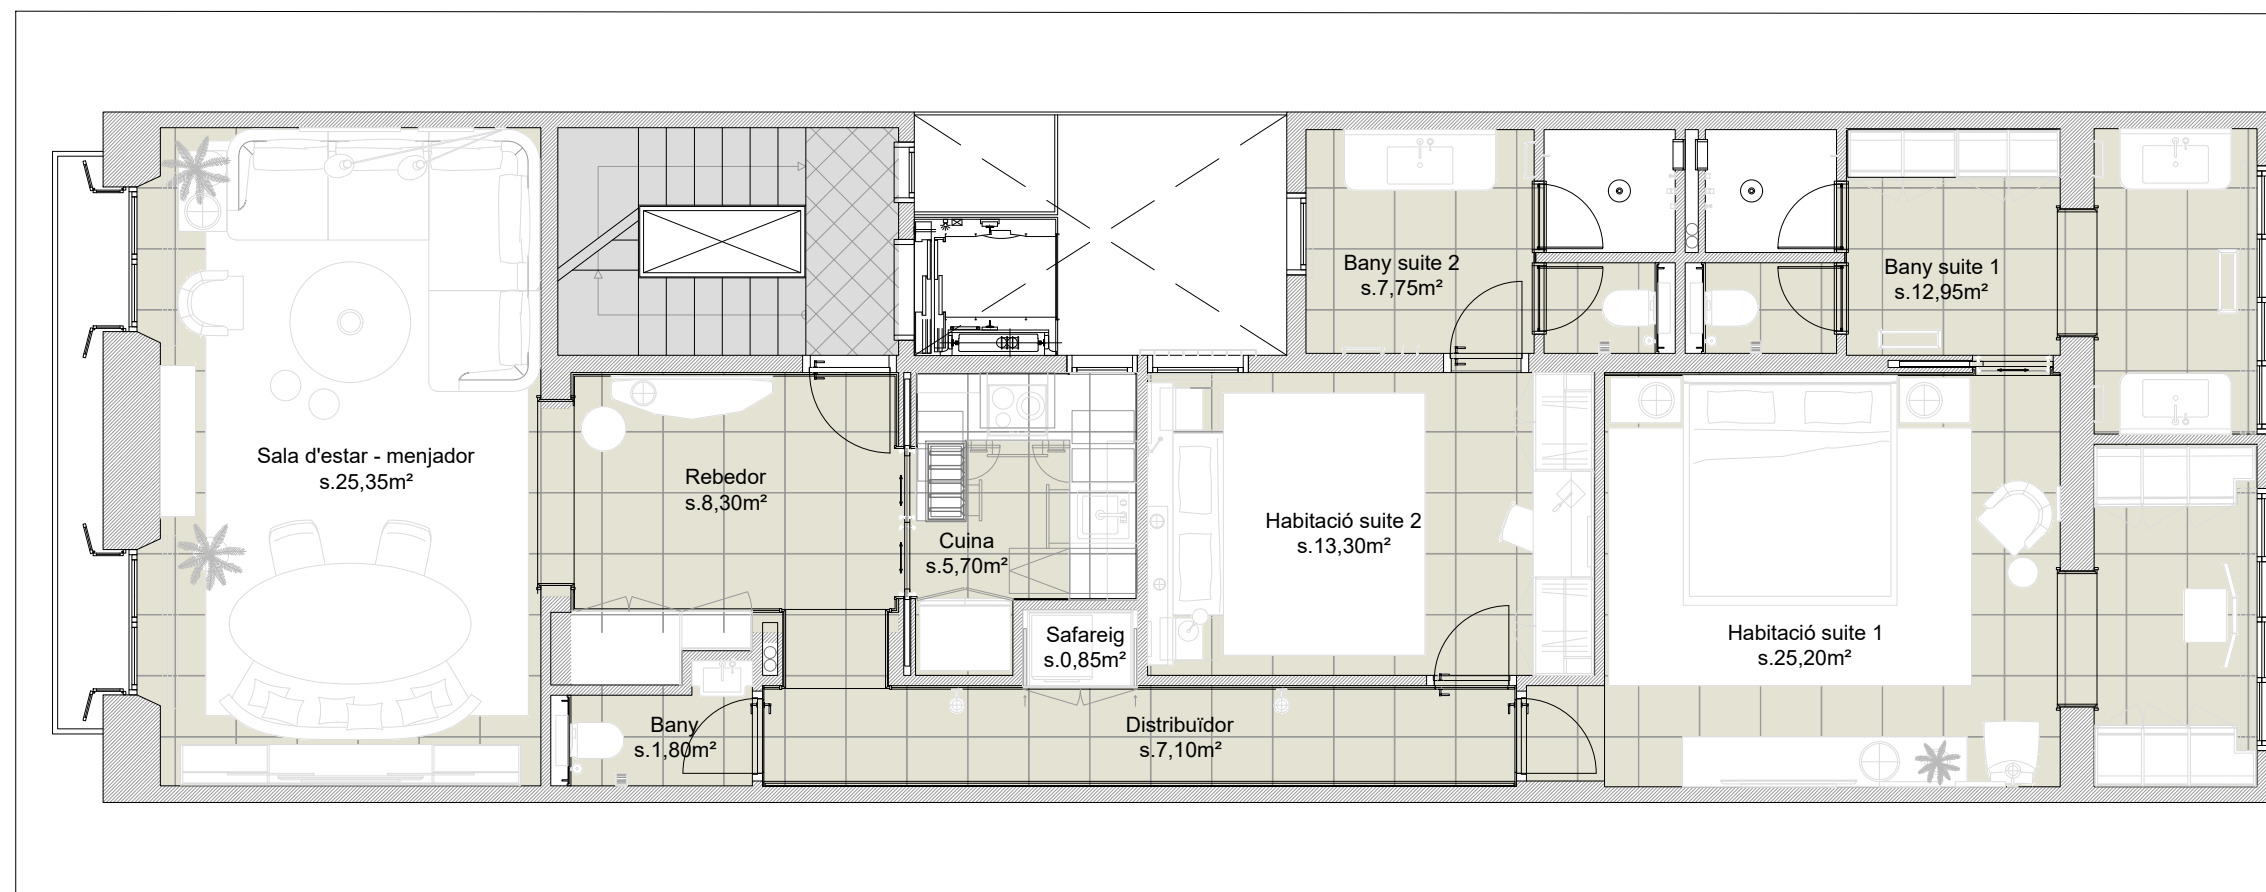 Sala d'estar - menjador
s.25,35m²
Rebedor
s.8,30m²
Cuina
s.5,70m²
Safareig
s.0,85m²
Bany
s.1,80m²
Distribuïdor
s.7,10m²
Bany suite 2
s.7,75m²
Habitació suite 2
s.13,30m²
Bany suite 1
s.12,95m²
Habitació suite 1
s.25,20m²